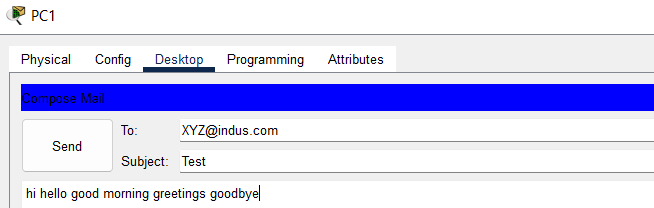 PC1
Physical Config Desktop Programming Attributes
Compose Mail
To: XYZ@indus.com
Send
Subject: Test
hi hello good morning greetings goodbye